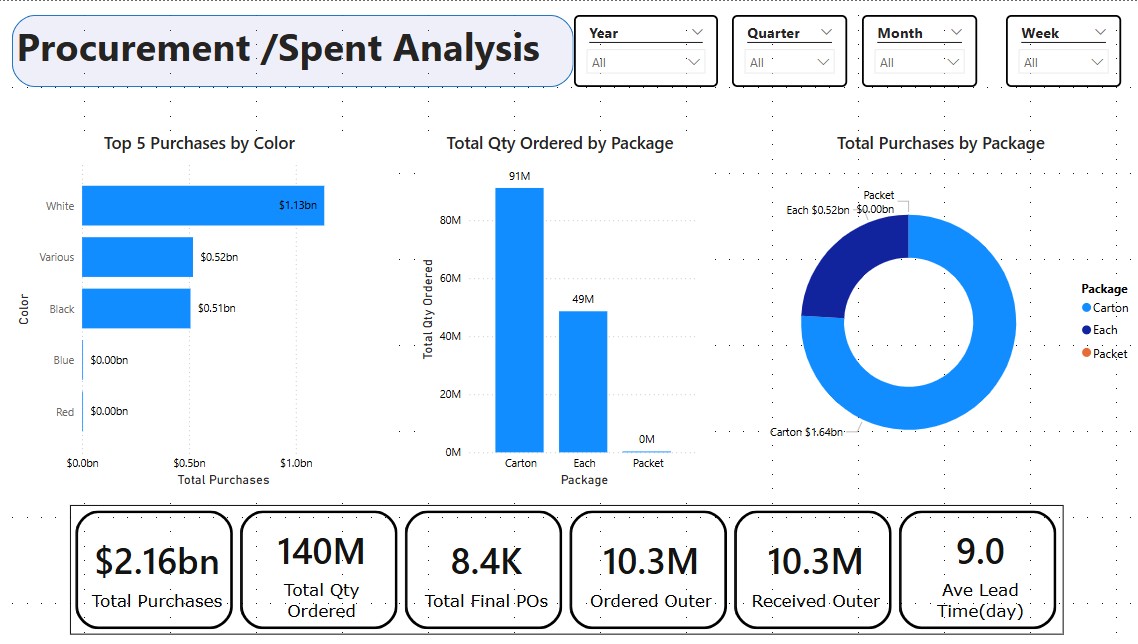 Procurement /Spent Analysis
Year
All
Quarter
All
Month
All
Week
All
Top 5 Purchases by Color
Color
White
$1.13bn
Various
$0.52bn
Black
$0.51bn
Blue
$0.00bn
Red
$0.00bn
$0.0bn
$0.5bn
$1.0bn
Total Purchases
Total Qty Ordered by Package
Total Qty Ordered
80M
60M
40M
20M
0M
91M
49M
0M
Carton
Each
Packet
Package
Total Purchases by Package
Packet
$0.00bn
Each $0.52bn
Carton $1.64bn
Package
Carton
Each
Packet
$2.16bn
Total Purchases
140M
Total Qty
Ordered
8.4K
Total Final POs
10.3M
Ordered Outer
10.3M
Received Outer
9.0
Ave Lead
Time(day)